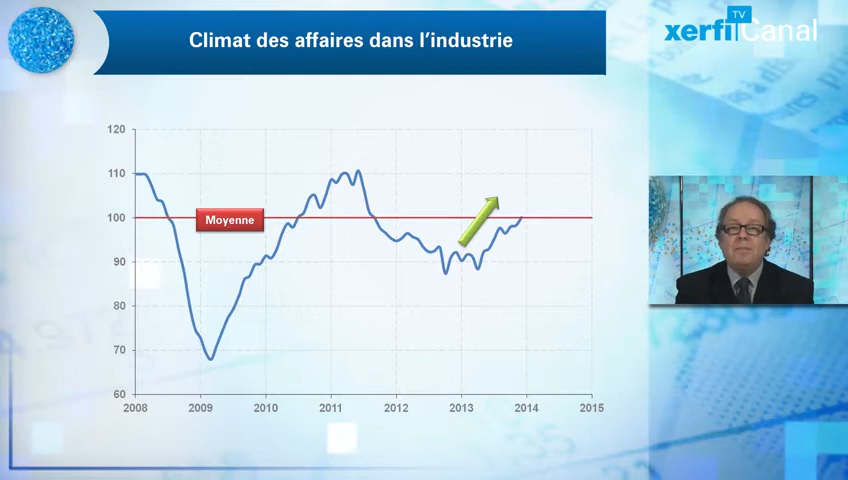 Climat des affaires dans l'industrie
xerfi TV Canal
120
110
100
90
80
70
60
Moyenne
2008 2009 2010 2011 2012 2013 2014 2015